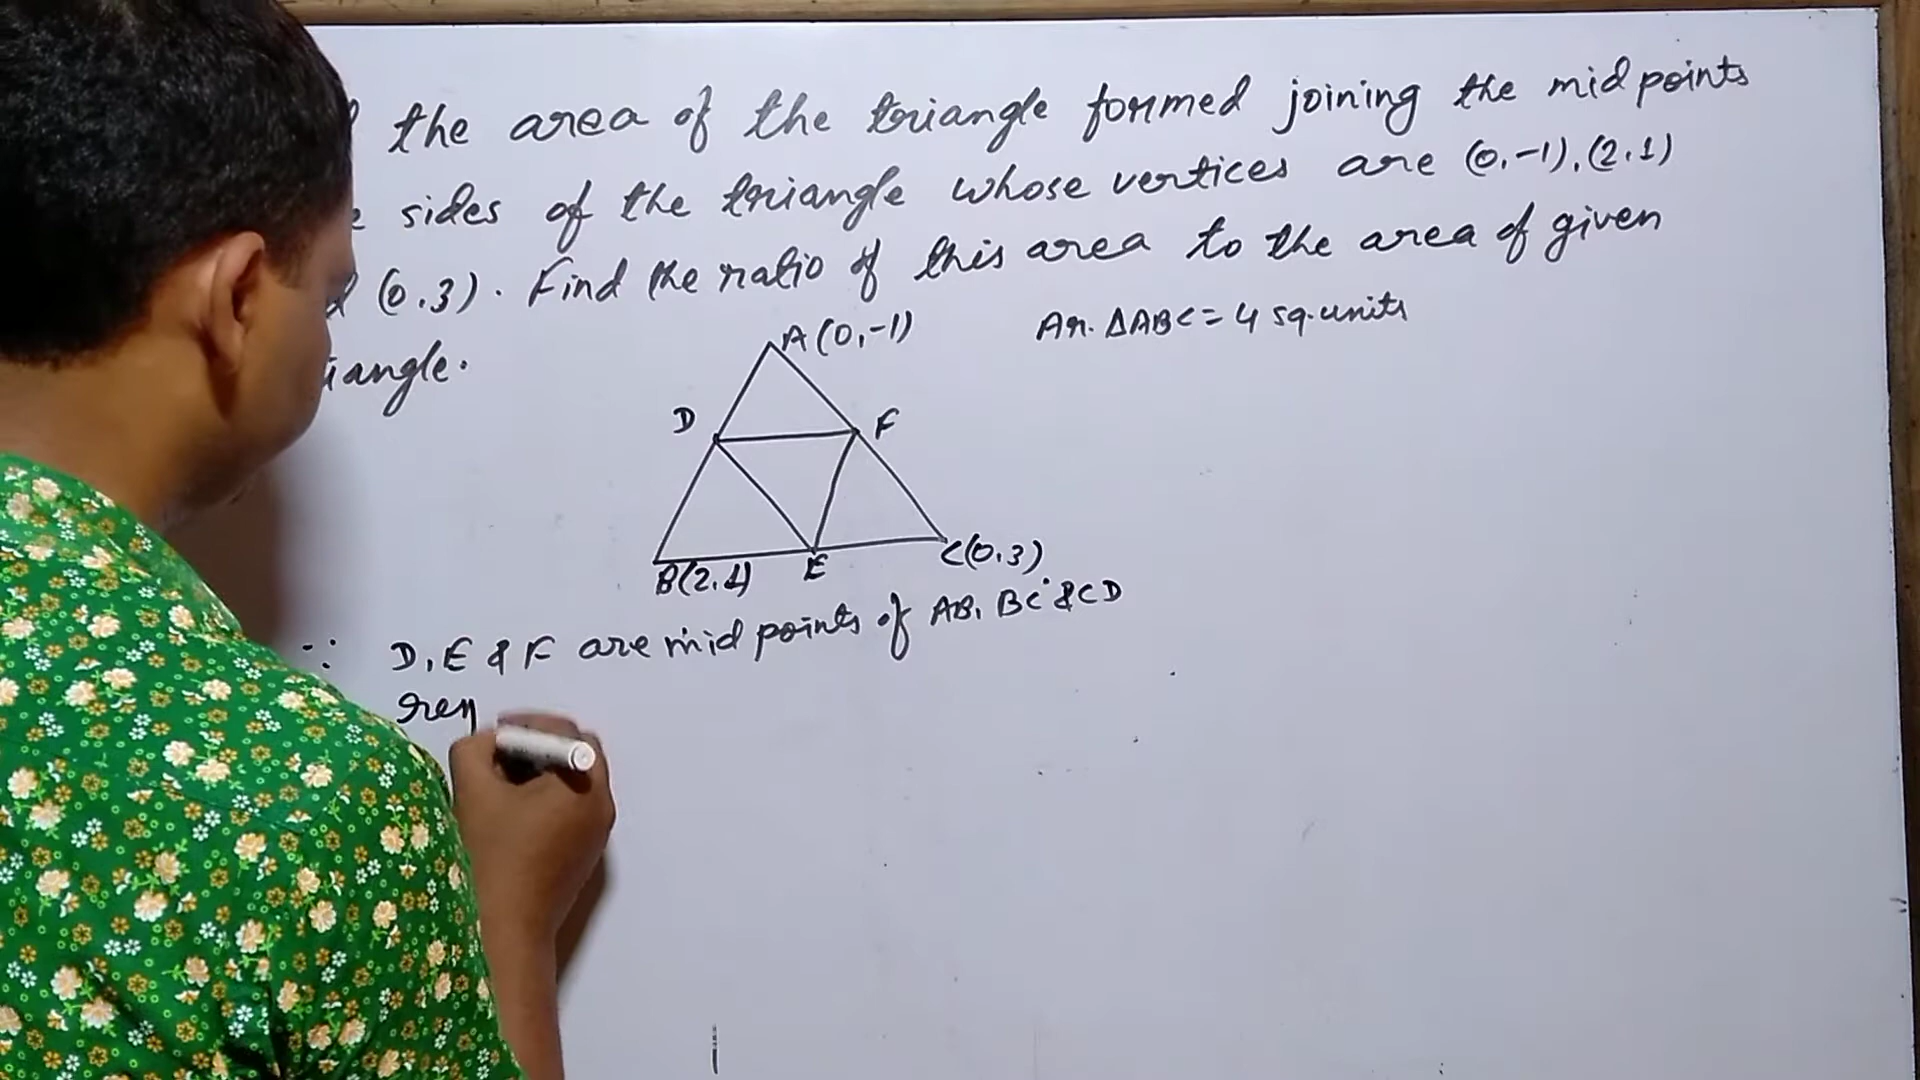 the area of the triangle formed joining the mid points
sides of the triangle whose vertices are (0,-1), (2,1)
(0,3). Find the ratio of this area to the area of given
iangle.
A(0,-1)
Ar. ΔABC = 4 sq.units
D
F
B(2,1)
E
C(0,3)
∵ D, E & F are mid points of AB, BC & CD